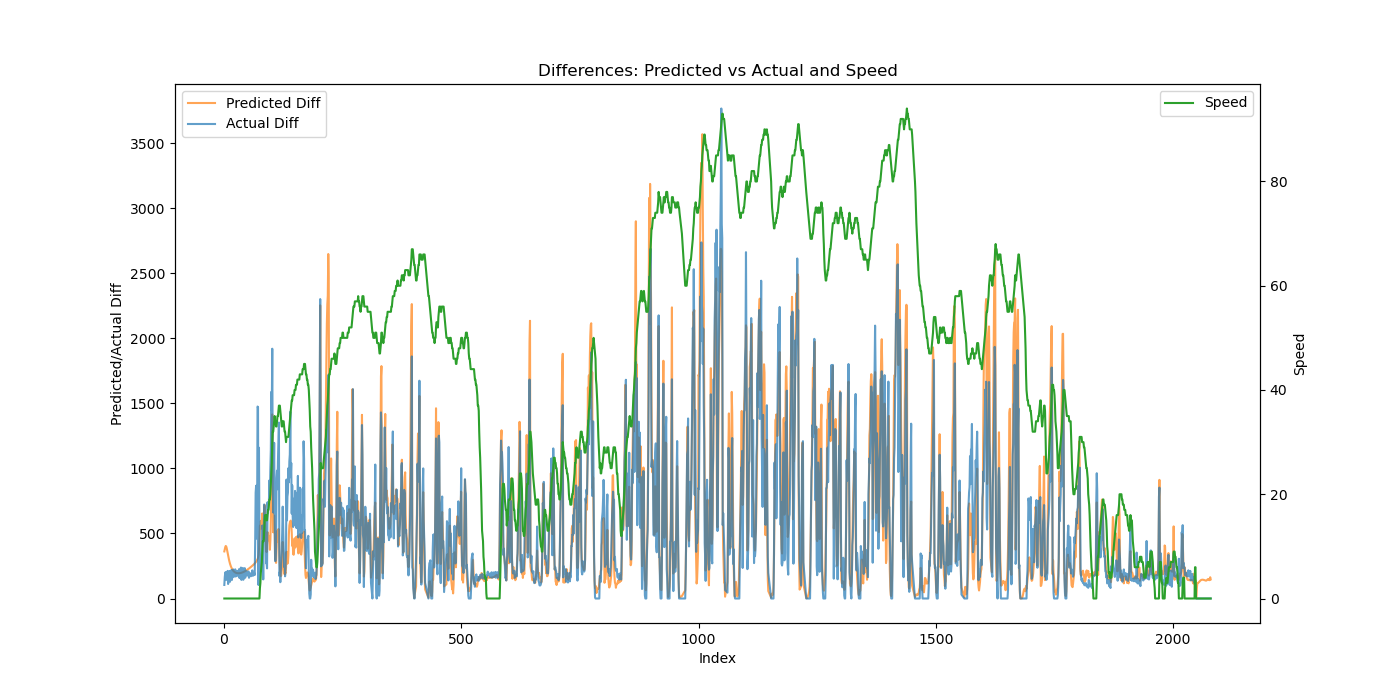 Differences: Predicted vs Actual and Speed
Predicted Diff
Actual Diff
Speed
3500
3000
2500
2000
1500
1000
500
0
Predicted/Actual Diff
80
60
40
20
0
Speed
0
500
1000
1500
2000
Index